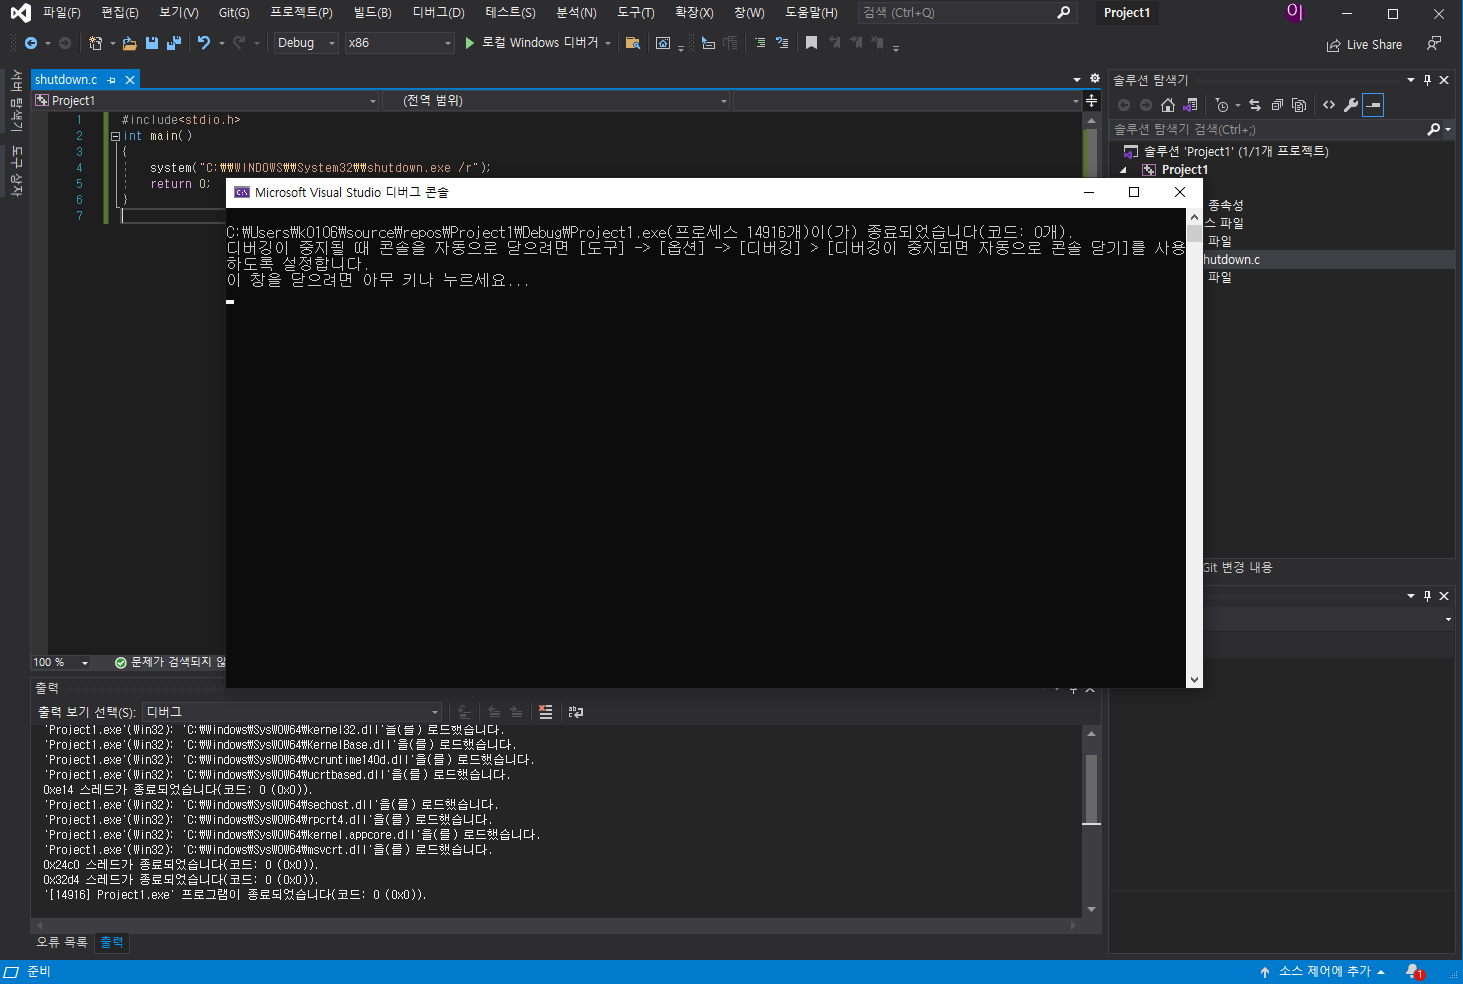 파일(F) 편집(E) 보기(V) Git(G) 프로젝트(P) 빌드(B) 디버그(D) 테스트(S) 분석(N) 도구(T) 확장(X) 창(W) 도움말(H) 검색 (Ctrl+Q) Project1 이
Debug x86 로컬 Windows 디버거 Live Share
서버 탐색기
도구 상자
shutdown.c
Project1 (전역 범위)
1 #include<stdio.h>
2 int main()
3 {
4 system("C:\\WINDOWS\\System32\\shutdown.exe /r");
5 return 0;
6 }
7
Microsoft Visual Studio 디버그 콘솔
C:\Users\k0106\source\repos\Project1\Debug\Project1.exe(프로세스 14916개)이(가) 종료되었습니다(코드: 0개).
디버깅이 중지될 때 콘솔을 자동으로 닫으려면 [도구] -> [옵션] -> [디버깅] > [디버깅이 중지되면 자동으로 콘솔 닫기]를 사용
하도록 설정합니다.
이 창을 닫으려면 아무 키나 누르세요...
솔루션 탐색기
솔루션 탐색기 검색(Ctrl+;)
솔루션 'Project1' (1/1개 프로젝트)
Project1
종속성
스 파일
파일
hutdown.c
파일
Git 변경 내용
100 % 문제가 검색되지 않
출력
출력 보기 선택(S): 디버그
'Project1.exe'(Win32): 'C:\Windows\SysWOW64\kernel32.dll'을(를) 로드했습니다.
'Project1.exe'(Win32): 'C:\Windows\SysWOW64\KernelBase.dll'을(를) 로드했습니다.
'Project1.exe'(Win32): 'C:\Windows\SysWOW64\vcruntime140d.dll'을(를) 로드했습니다.
'Project1.exe'(Win32): 'C:\Windows\SysWOW64\ucrtbased.dll'을(를) 로드했습니다.
0xe14 스레드가 종료되었습니다(코드: 0 (0x0)).
'Project1.exe'(Win32): 'C:\Windows\SysWOW64\sechost.dll'을(를) 로드했습니다.
'Project1.exe'(Win32): 'C:\Windows\SysWOW64\rpcrt4.dll'을(를) 로드했습니다.
'Project1.exe'(Win32): 'C:\Windows\SysWOW64\kernel.appcore.dll'을(를) 로드했습니다.
'Project1.exe'(Win32): 'C:\Windows\SysWOW64\msvcrt.dll'을(를) 로드했습니다.
0x24c0 스레드가 종료되었습니다(코드: 0 (0x0)).
0x32d4 스레드가 종료되었습니다(코드: 0 (0x0)).
'[14916] Project1.exe' 프로그램이 종료되었습니다(코드: 0 (0x0)).
오류 목록 출력
준비 소스 제어에 추가 1